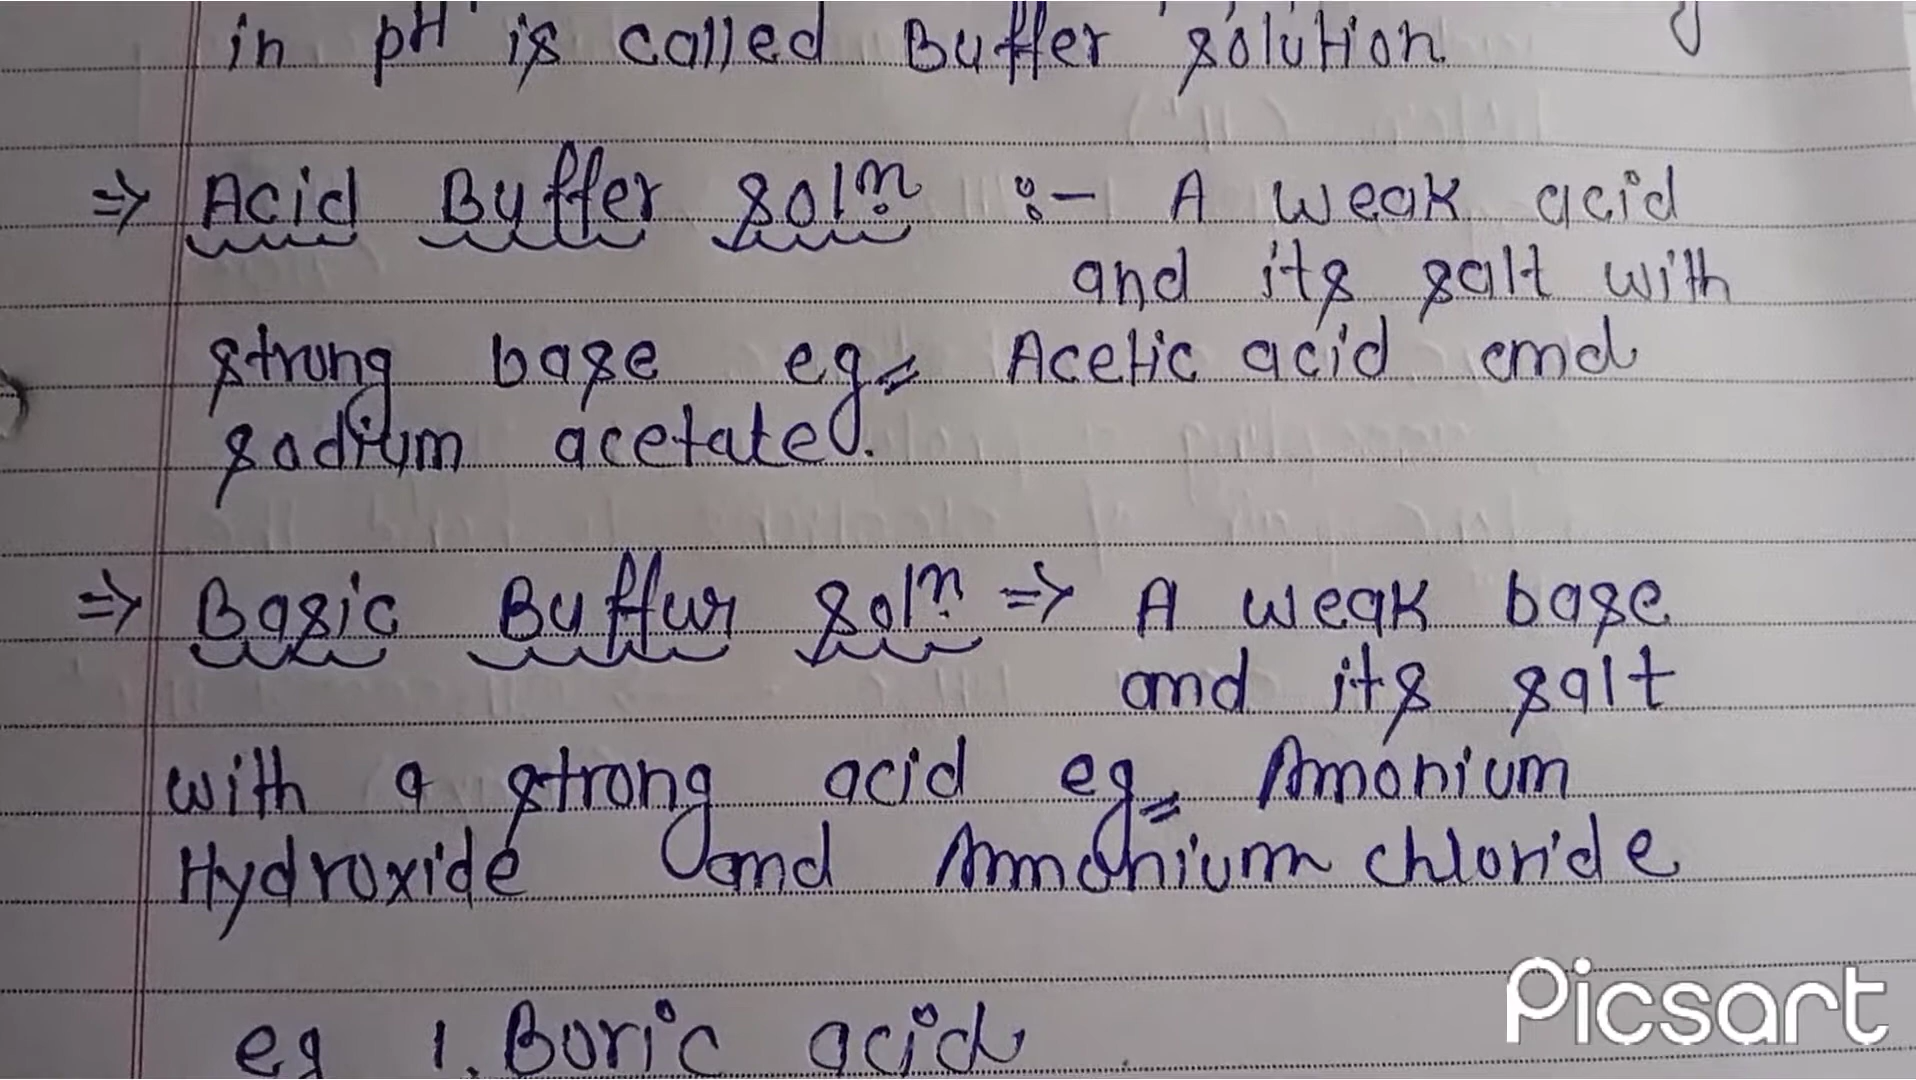 in pH is called Buffer solution
⇒ Acid Buffer solⁿ :- A weak acid
and its salt with
strong base eg= Acetic acid and
sodium acetate.
⇒ Basic Buffer solⁿ ⇒ A weak base
and its salt
with a strong acid eg= Amonium
Hydroxide and Ammonium chloride
eg 1. Boric acid
Picsart